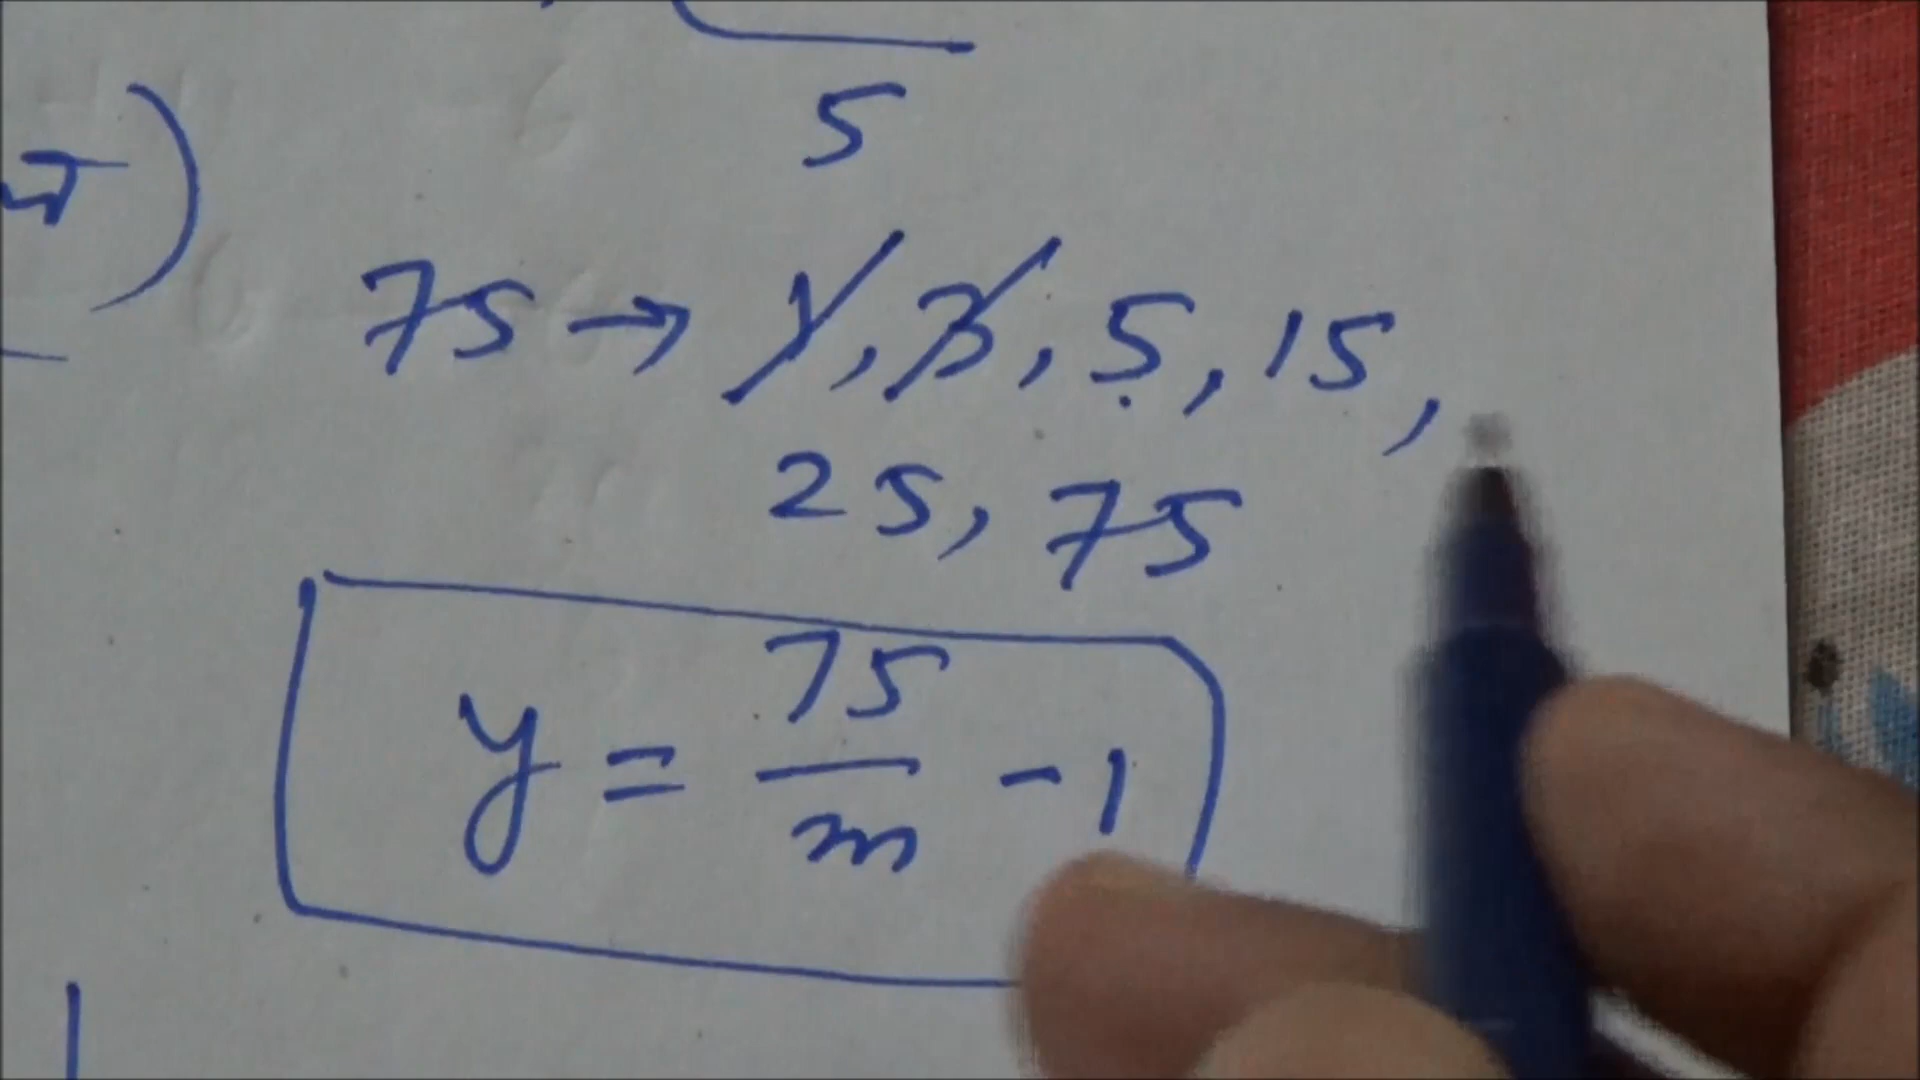 5
)
75 → 1, 3, 5, 15,
25, 75
y = 75/m - 1